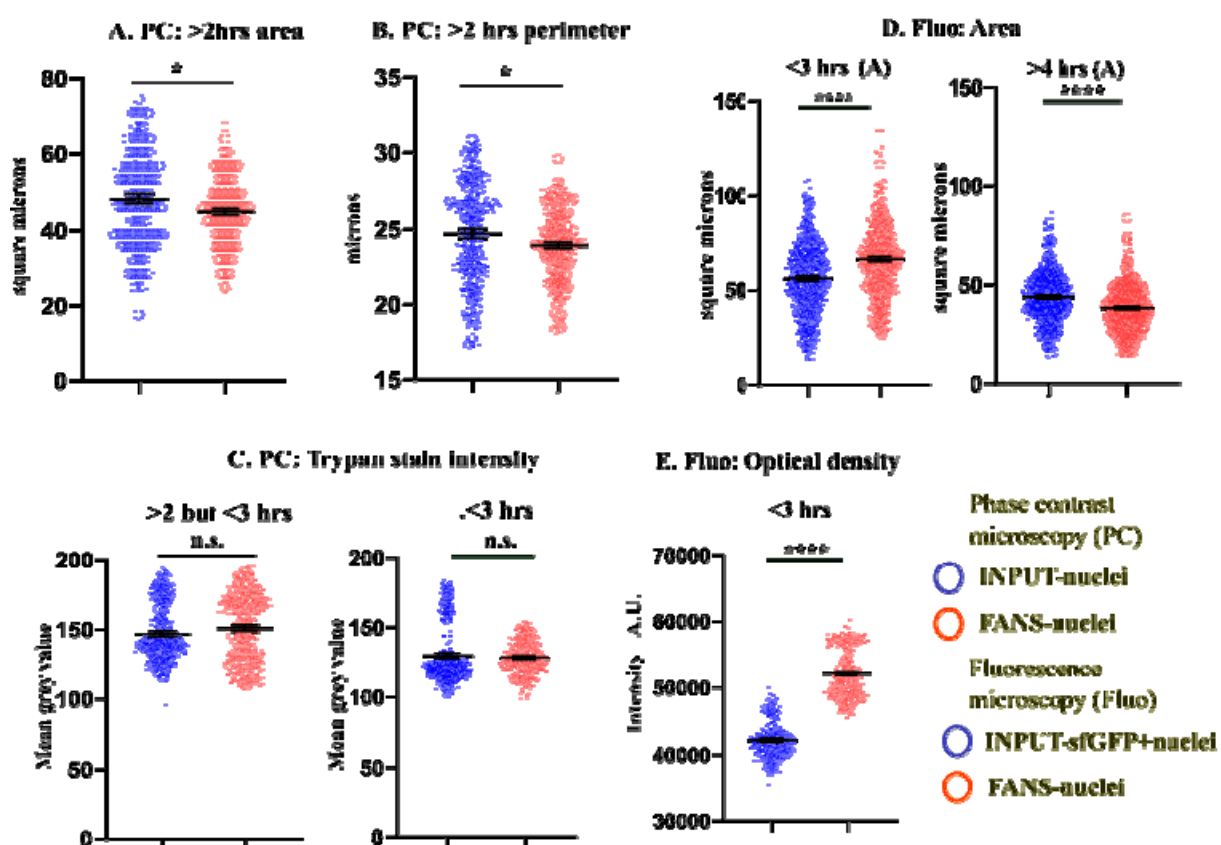 A. PC: >2hrs area
*
80
60
40
20
0
square microns
B. PC: >2 hrs perimeter
*
35
30
25
20
15
microns
D. Fluo: Area
<3 hrs (A)
****
150
100
50
0
square microns
>4 hrs (A)
****
150
100
50
0
square microns
C. PC: Trypan stain intensity
>2 but <3 hrs
n.s.
200
150
100
50
0
Mean grey value
.<3 hrs
n.s.
200
150
100
50
0
Mean grey value
E. Fluo: Optical density
<3 hrs
****
70000
60000
50000
40000
30000
Intensity A.U.
Phase contrast
microscopy (PC)
INPUT-nuclei
FANS-nuclei
Fluorescence
microscopy (Fluo)
INPUT-sfGFP+nuclei
FANS-nuclei